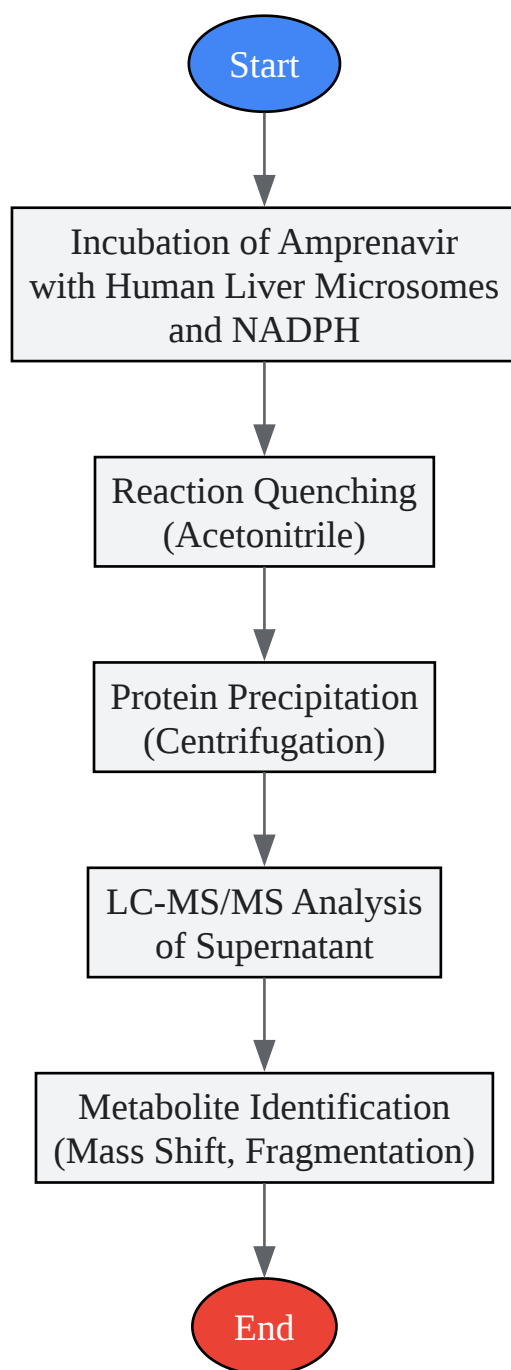 Start
Incubation of Amprenavir
with Human Liver Microsomes
and NADPH
Reaction Quenching
(Acetonitrile)
Protein Precipitation
(Centrifugation)
LC-MS/MS Analysis
of Supernatant
Metabolite Identification
(Mass Shift, Fragmentation)
End